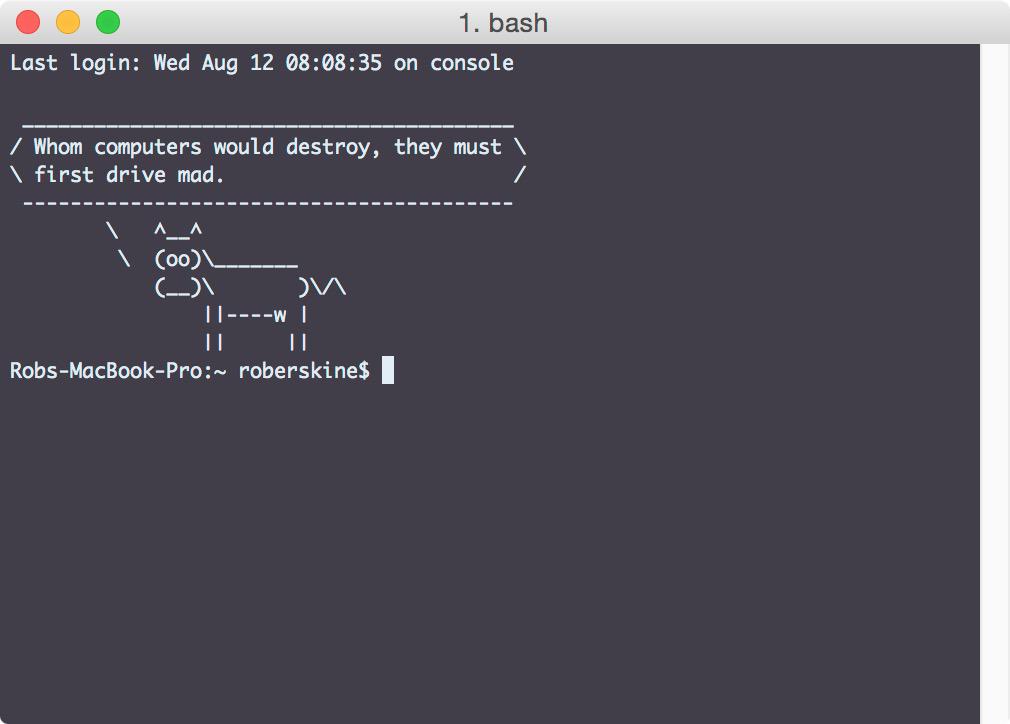 1. bash
Last login: Wed Aug 12 08:08:35 on console
 _________________________________________
/ Whom computers would destroy, they must \
\ first drive mad.                        /
 -----------------------------------------
        \   ^__^
         \  (oo)\_______
            (__)\       )\/\
                ||----w |
                ||     ||
Robs-MacBook-Pro:~ roberskine$